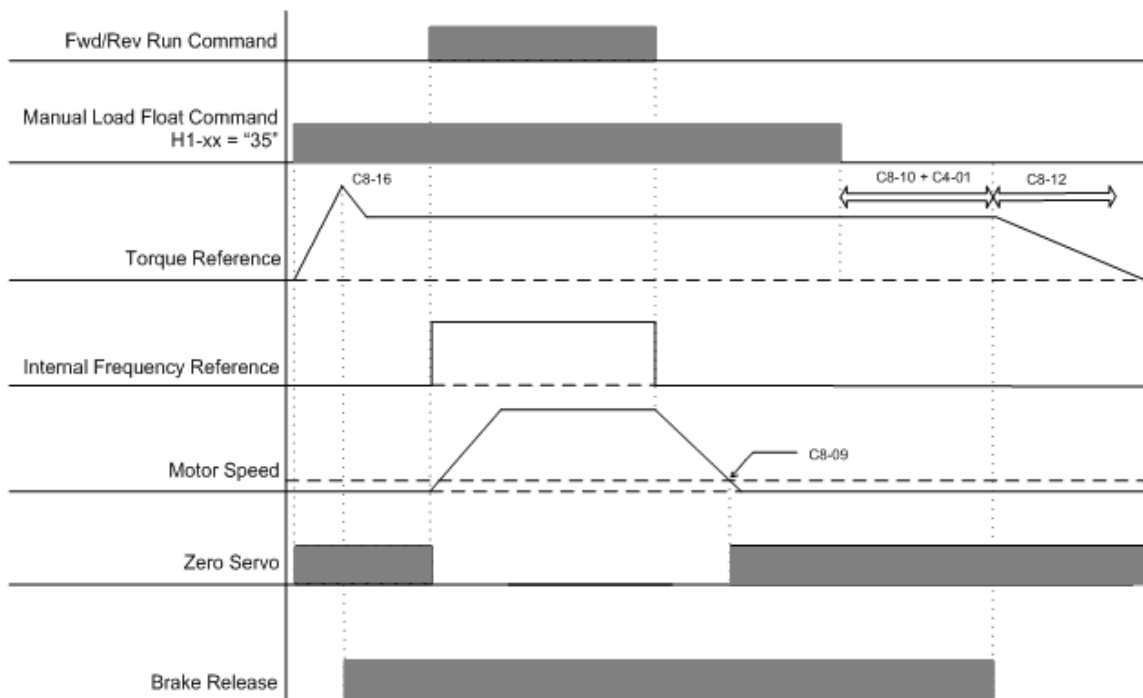 Fwd/Rev Run Command
Manual Load Float Command
H1-xx = “35”
C8-16
C8-10 + C4-01
C8-12
Torque Reference
Internal Frequency Reference
C8-09
Motor Speed
Zero Servo
Brake Release